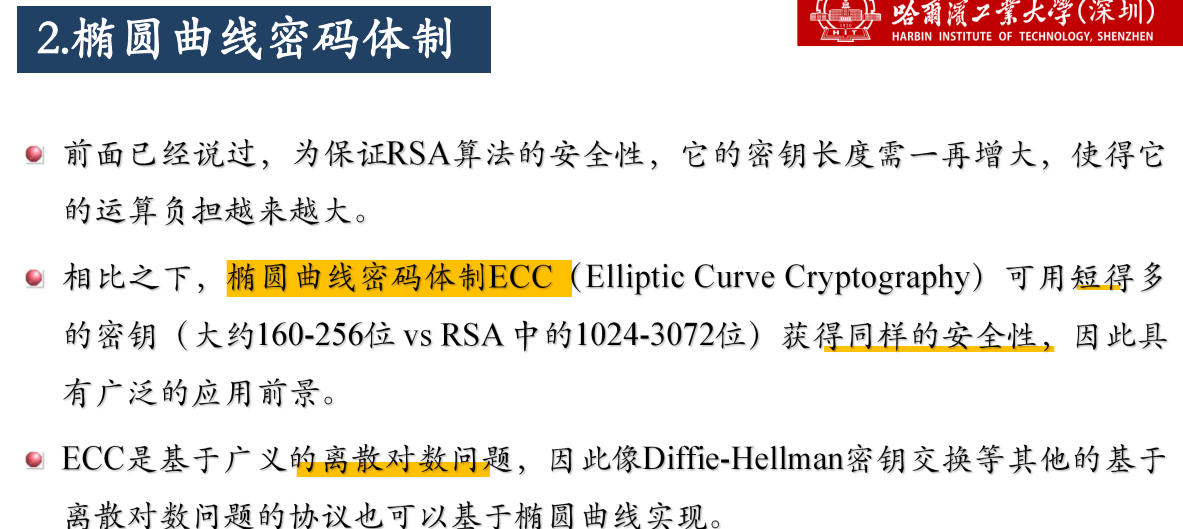 2.椭圆曲线密码体制
哈爾濱工業大學(深圳)
HARBIN INSTITUTE OF TECHNOLOGY, SHENZHEN
HIT
前面已经说过，为保证RSA算法的安全性，它的密钥长度需一再增大，使得它
的运算负担越来越大。
相比之下，椭圆曲线密码体制ECC（Elliptic Curve Cryptography）可用短得多
的密钥（大约160-256位 vs RSA 中的1024-3072位）获得同样的安全性，因此具
有广泛的应用前景。
ECC是基于广义的离散对数问题，因此像Diffie-Hellman密钥交换等其他的基于
离散对数问题的协议也可以基于椭圆曲线实现。